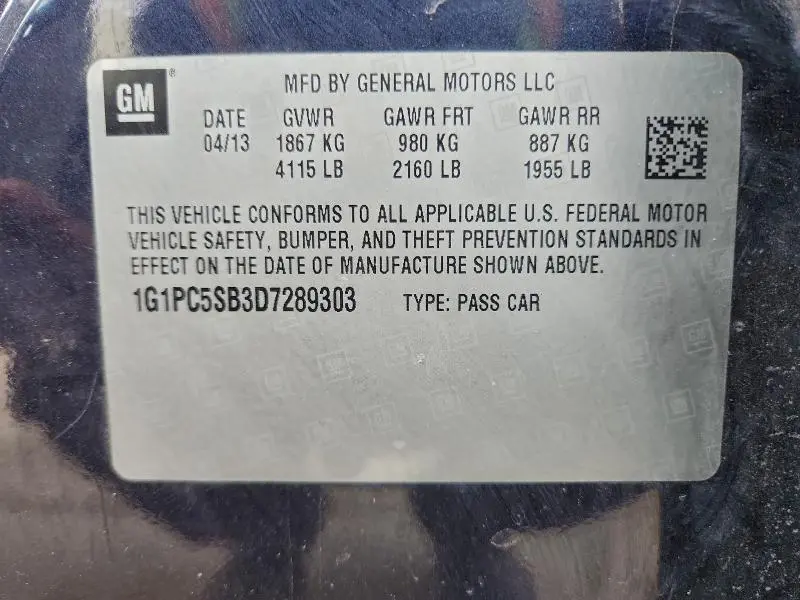 GM®
MFD BY GENERAL MOTORS LLC
DATE GVWR GAWR FRT GAWR RR
04/13 1867 KG 980 KG 887 KG
4115 LB 2160 LB 1955 LB
THIS VEHICLE CONFORMS TO ALL APPLICABLE U.S. FEDERAL MOTOR
VEHICLE SAFETY, BUMPER, AND THEFT PREVENTION STANDARDS IN
EFFECT ON THE DATE OF MANUFACTURE SHOWN ABOVE.
1G1PC5SB3D7289303 TYPE: PASS CAR